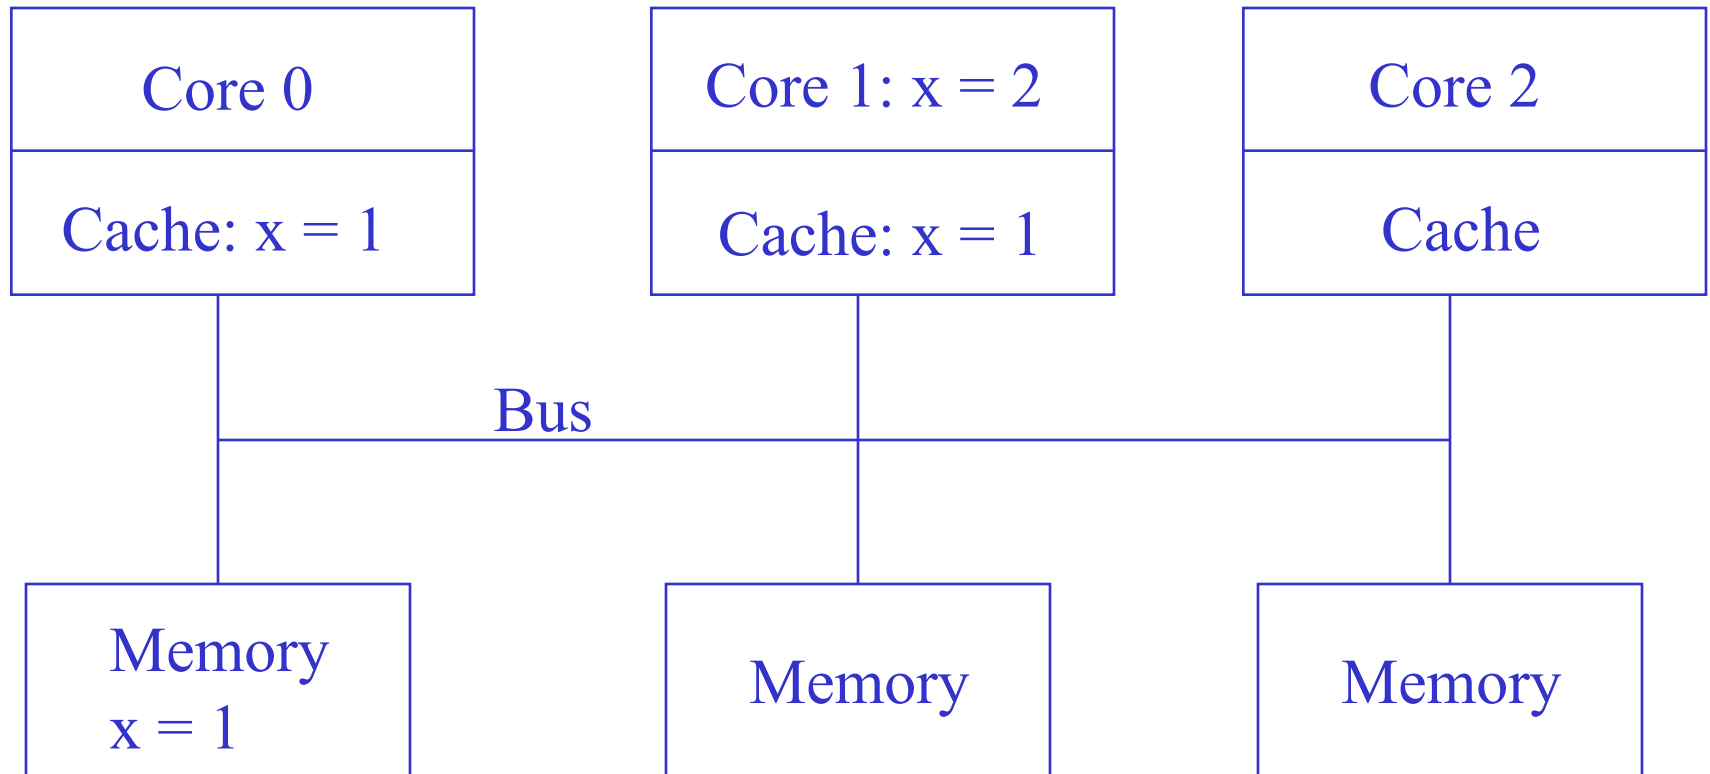 Core 0
Core 1: x = 2
Core 2
Cache: x = 1
Cache: x = 1
Cache
Bus
Memory
x = 1
Memory
Memory